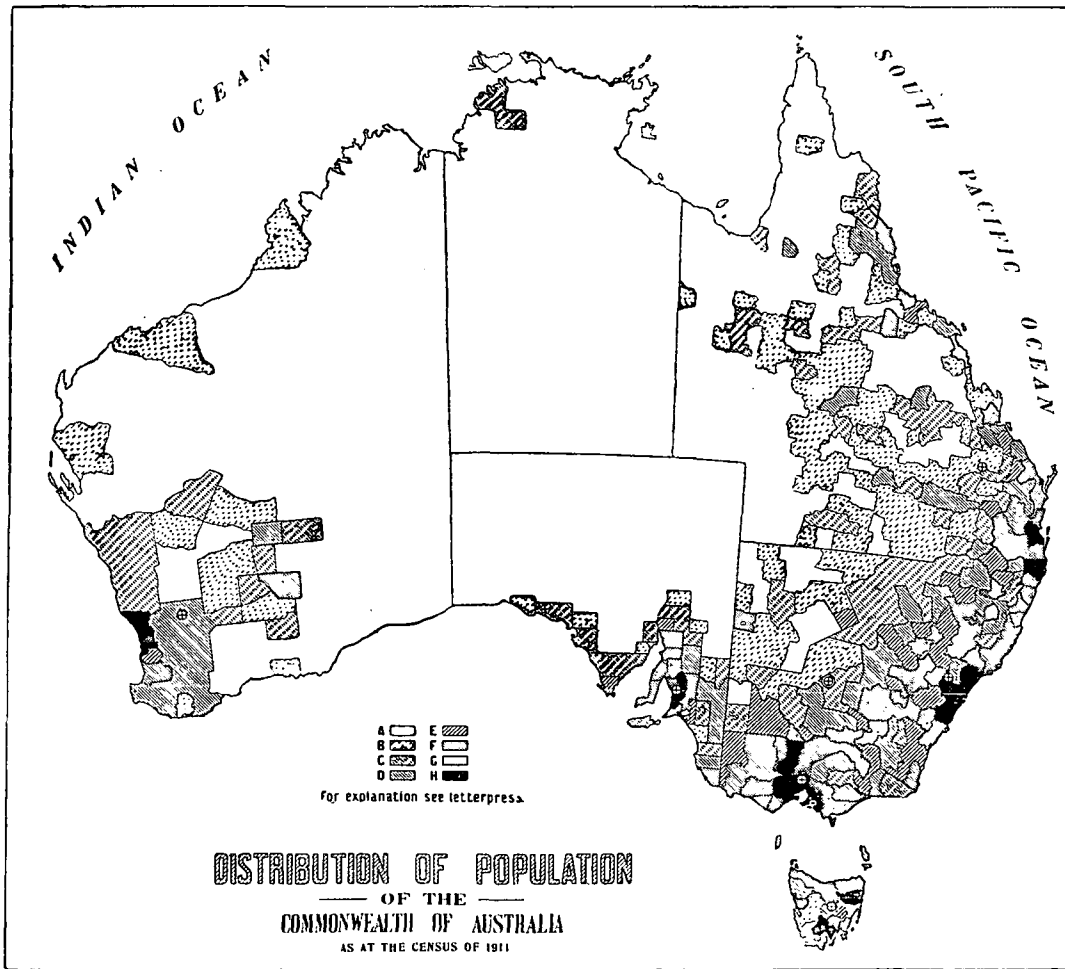 INDIAN OCEAN
SOUTH PACIFIC OCEAN
A E
B F
C G
D H
For explanation see letterpress.
DISTRIBUTION OF POPULATION
OF THE
COMMONWEALTH OF AUSTRALIA
AS AT THE CENSUS OF 1911